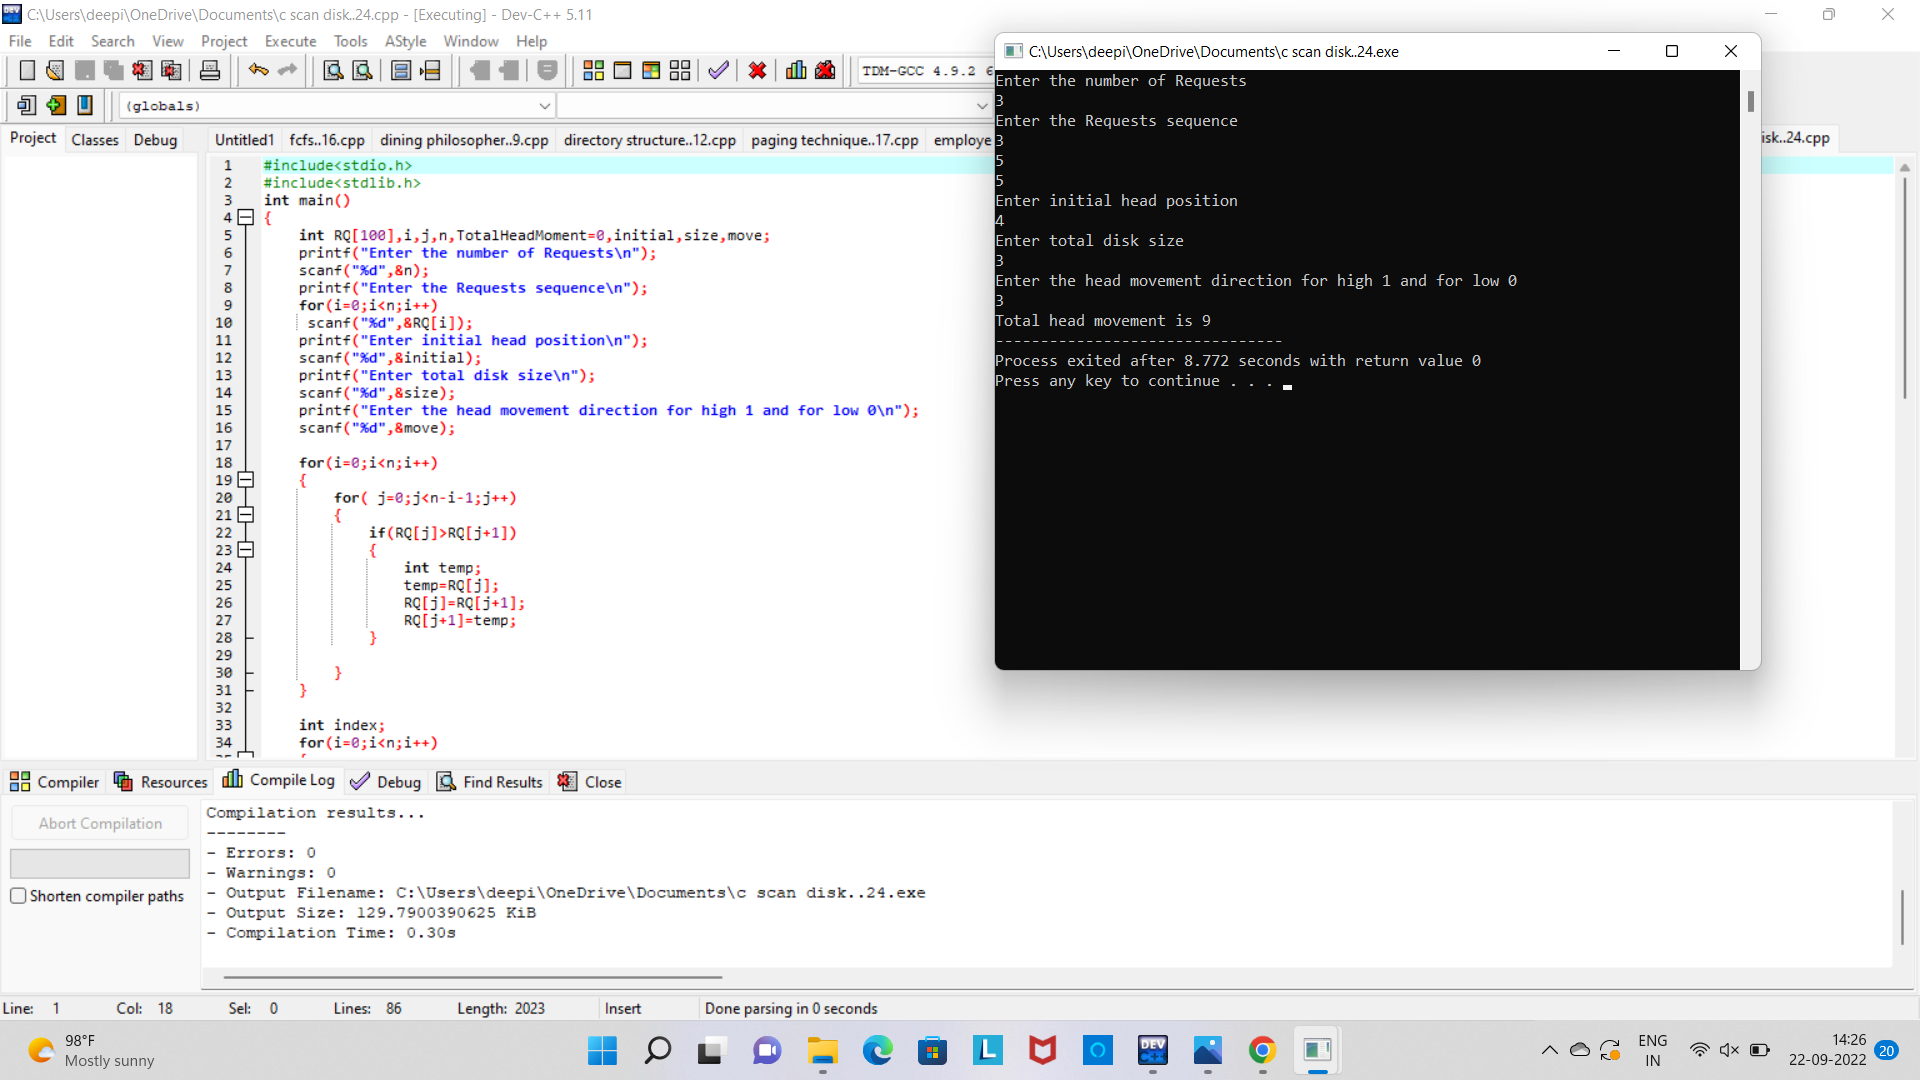 C:\Users\deepi\OneDrive\Documents\c scan disk..24.cpp - [Executing] - Dev-C++ 5.11
File Edit Search View Project Execute Tools AStyle Window Help
TDM-GCC 4.9.2 6
(globals)
Project Classes Debug
Untitled1 fcfs..16.cpp dining philosopher..9.cpp directory structure..12.cpp paging technique..17.cpp employe isk..24.cpp
1 #include<stdio.h>
2 #include<stdlib.h>
3 int main()
4 {
5 int RQ[100],i,j,n,TotalHeadMoment=0,initial,size,move;
6 printf("Enter the number of Requests\n");
7 scanf("%d",&n);
8 printf("Enter the Requests sequence\n");
9 for(i=0;i<n;i++)
10 scanf("%d",&RQ[i]);
11 printf("Enter initial head position\n");
12 scanf("%d",&initial);
13 printf("Enter total disk size\n");
14 scanf("%d",&size);
15 printf("Enter the head movement direction for high 1 and for low 0\n");
16 scanf("%d",&move);
17
18 for(i=0;i<n;i++)
19 {
20 for( j=0;j<n-i-1;j++)
21 {
22 if(RQ[j]>RQ[j+1])
23 {
24 int temp;
25 temp=RQ[j];
26 RQ[j]=RQ[j+1];
27 RQ[j+1]=temp;
28 }
29
30 }
31 }
32
33 int index;
34 for(i=0;i<n;i++)
C:\Users\deepi\OneDrive\Documents\c scan disk..24.exe
Enter the number of Requests
3
Enter the Requests sequence
3
5
5
Enter initial head position
4
Enter total disk size
3
Enter the head movement direction for high 1 and for low 0
3
Total head movement is 9
--------------------------------
Process exited after 8.772 seconds with return value 0
Press any key to continue . . .
Compiler Resources Compile Log Debug Find Results Close
Abort Compilation
Shorten compiler paths
Compilation results...
--------
- Errors: 0
- Warnings: 0
- Output Filename: C:\Users\deepi\OneDrive\Documents\c scan disk..24.exe
- Output Size: 129.7900390625 KiB
- Compilation Time: 0.30s
Line: 1 Col: 18 Sel: 0 Lines: 86 Length: 2023 Insert Done parsing in 0 seconds
98°F
Mostly sunny
DEV
ENG
IN
14:26
22-09-2022
20